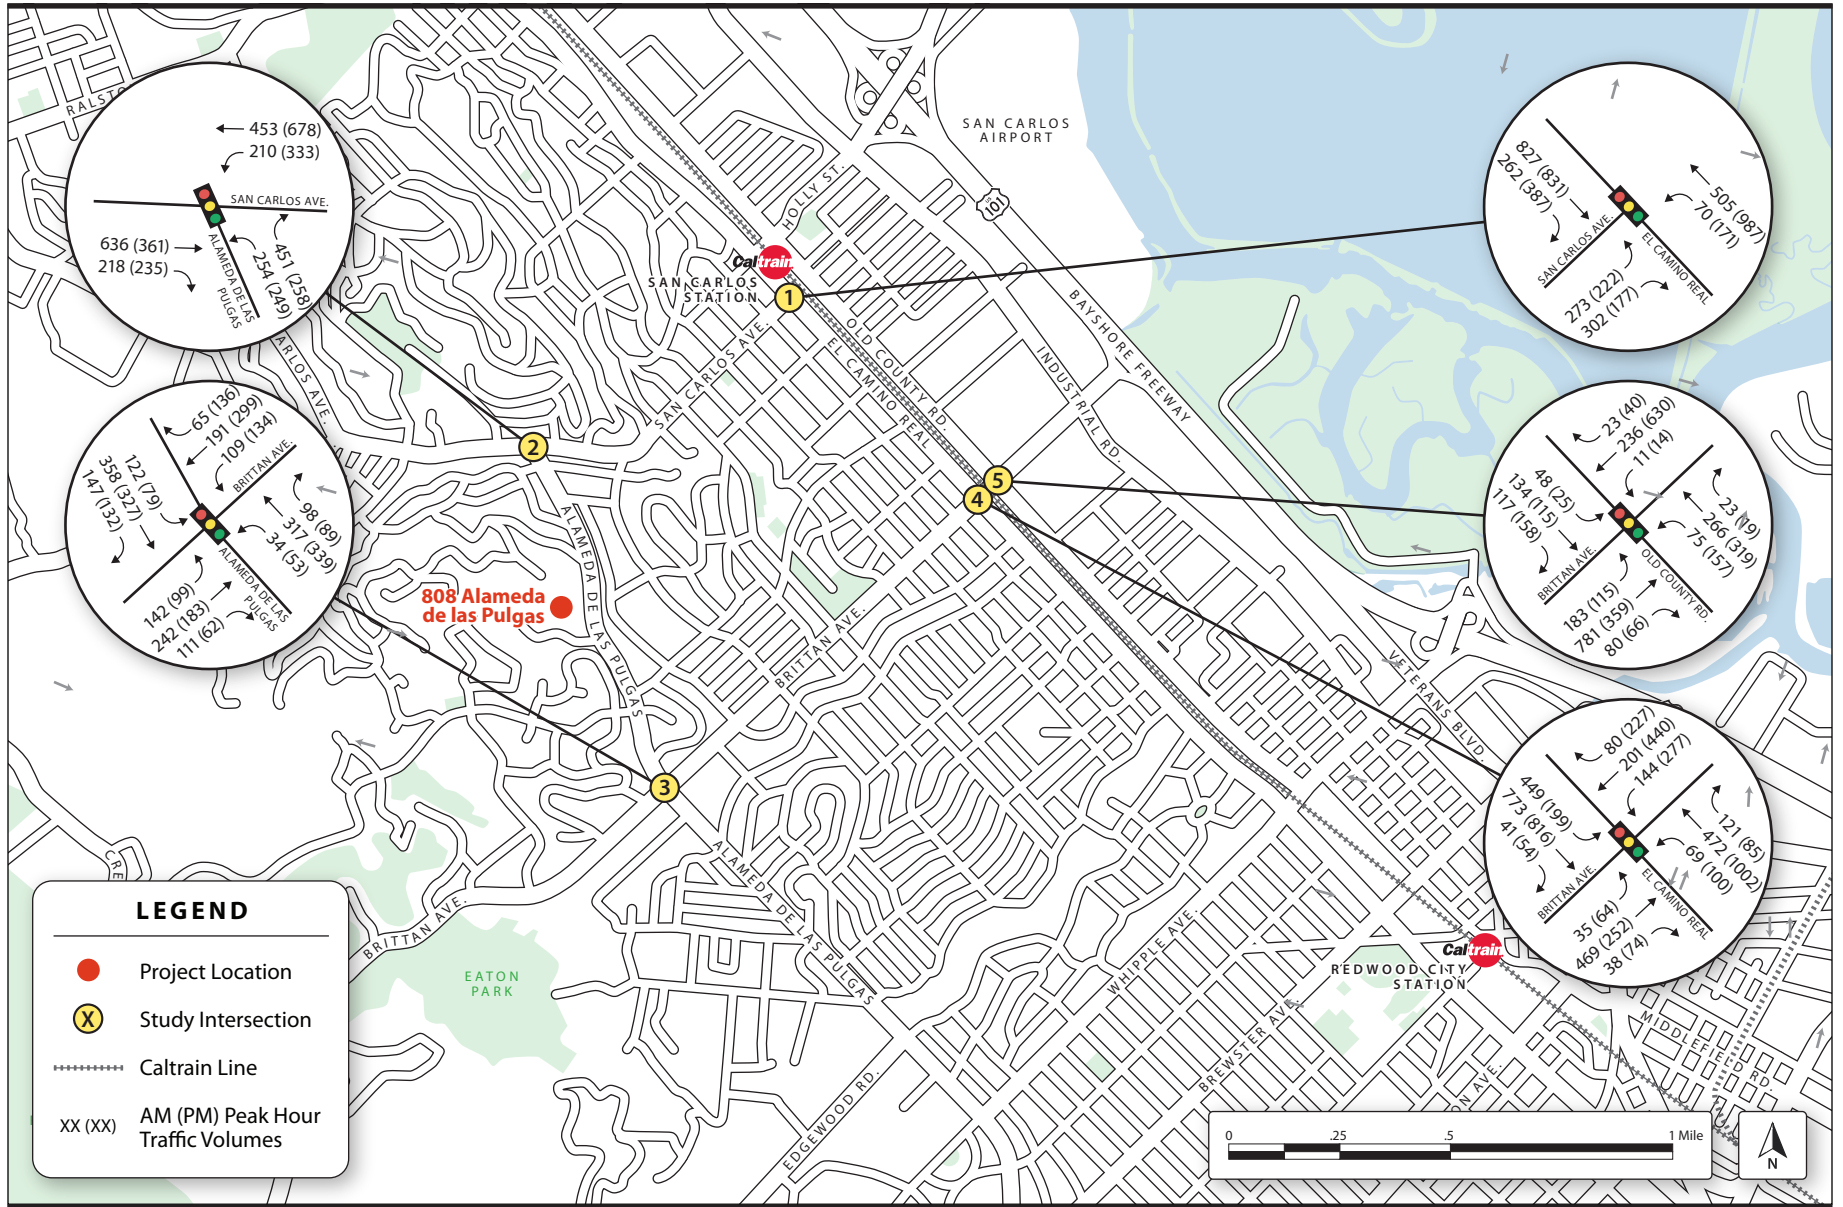 RALSTO
453 (678)
210 (333)
SAN CARLOS AVE.
636 (361)
218 (235)
451 (258)
254 (249)
ALAMEDA DE LAS
PULGAS
SAN CARLOS
AIRPORT
HOLLY ST.
U.S.
101
Caltrain
SAN CARLOS
STATION
1
827 (831)
262 (387)
505 (987)
70 (171)
SAN CARLOS AVE.
EL CAMINO REAL
273 (222)
302 (177)
BAYSHORE FREEWAY
OLD COUNTY RD.
EL CAMINO REAL
INDUSTRIAL RD.
SAN CARLOS AVE.
ARLOS AVE.
2
65 (136)
191 (299)
109 (134)
BRITTAN AVE.
122 (79)
358 (327)
147 (132)
98 (89)
317 (339)
34 (53)
ALAMEDA DE LAS
PULGAS
142 (99)
242 (183)
111 (62)
5
4
23 (40)
236 (630)
11 (14)
48 (25)
134 (115)
117 (158)
23 (19)
266 (319)
75 (157)
BRITTAN AVE.
OLD COUNTY RD.
183 (115)
781 (359)
80 (66)
808 Alameda
de las Pulgas
ALAMEDA DE LAS PULGAS
BRITTAN AVE.
VETERANS BLVD.
3
80 (227)
201 (440)
144 (277)
449 (199)
773 (816)
41 (54)
121 (85)
472 (1002)
69 (100)
BRITTAN AVE.
EL CAMINO REAL
35 (64)
469 (252)
38 (74)
CRE
ALAMEDA DE LAS PULGAS
BRITTAN AVE.
EATON
PARK
WHIPPLE AVE.
Caltrain
REDWOOD CITY
STATION
BREWSTER AVE.
MIDDLEFIELD RD.
EDGEWOOD RD.
ON AVE.
LEGEND
Project Location
X Study Intersection
Caltrain Line
XX (XX) AM (PM) Peak Hour
Traffic Volumes
0 .25 .5 1 Mile
N